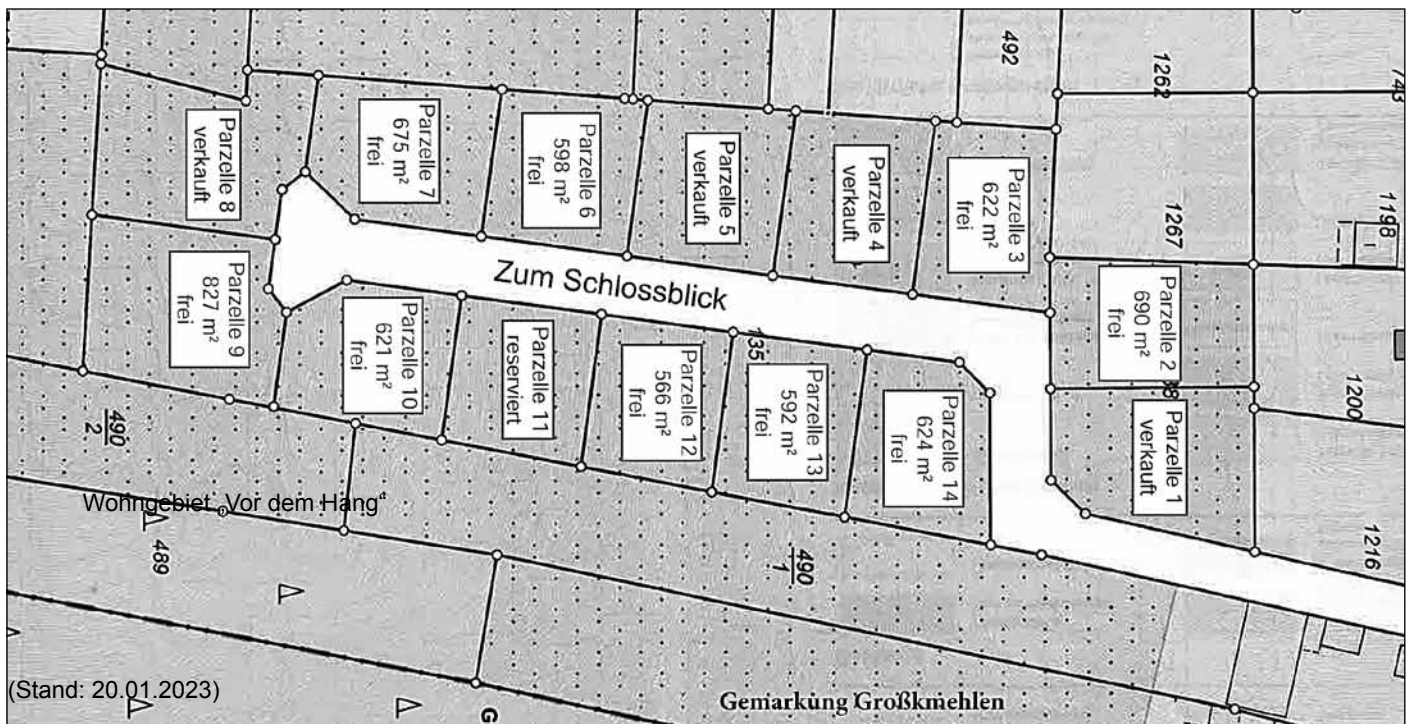 492
1262
743
1198
1267
1200
1216
Parzelle 8
verkauft
Parzelle 7
675 m²
frei
Parzelle 6
598 m²
frei
Parzelle 5
verkauft
Parzelle 4
verkauft
Parzelle 3
622 m²
frei
Parzelle 2
690 m²
frei
Parzelle 1
verkauft
Zum Schlossblick
Parzelle 9
827 m²
frei
Parzelle 10
621 m²
frei
Parzelle 11
reserviert
Parzelle 12
566 m²
frei
Parzelle 13
592 m²
frei
Parzelle 14
624 m²
frei
490
2
Wohngebiet „Vor dem Hang“
489
490
1
(Stand: 20.01.2023)
G
Gemarkung Großkmehlen